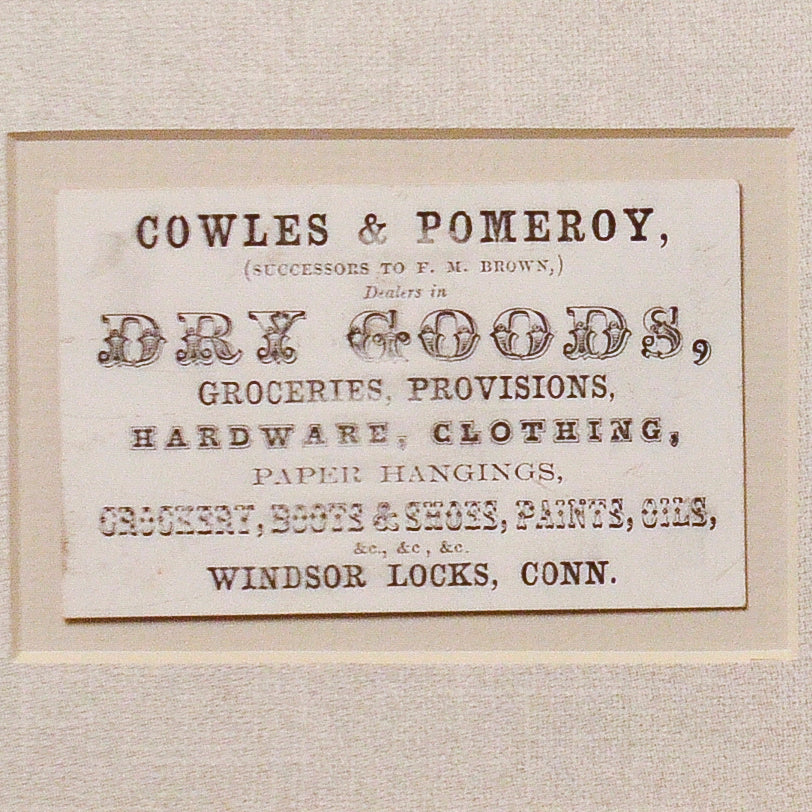 COWLES & POMEROY,
(SUCCESSORS TO F. M. BROWN,)
Dealers in
DRY GOODS,
GROCERIES, PROVISIONS,
HARDWARE, CLOTHING,
PAPER HANGINGS,
CROCKERY, BOOTS & SHOES, PAINTS, OILS,
&c., &c, &c.
WINDSOR LOCKS, CONN.